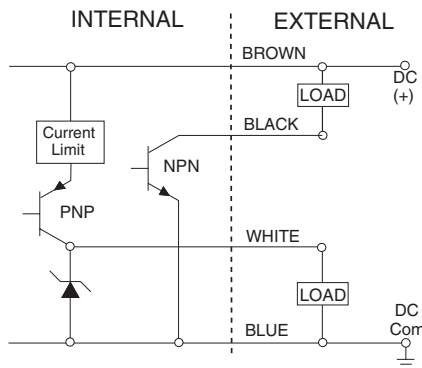 INTERNAL
EXTERNAL
BROWN
DC
(+)
LOAD
BLACK
Current
Limit
NPN
PNP
WHITE
LOAD
DC
Com
BLUE